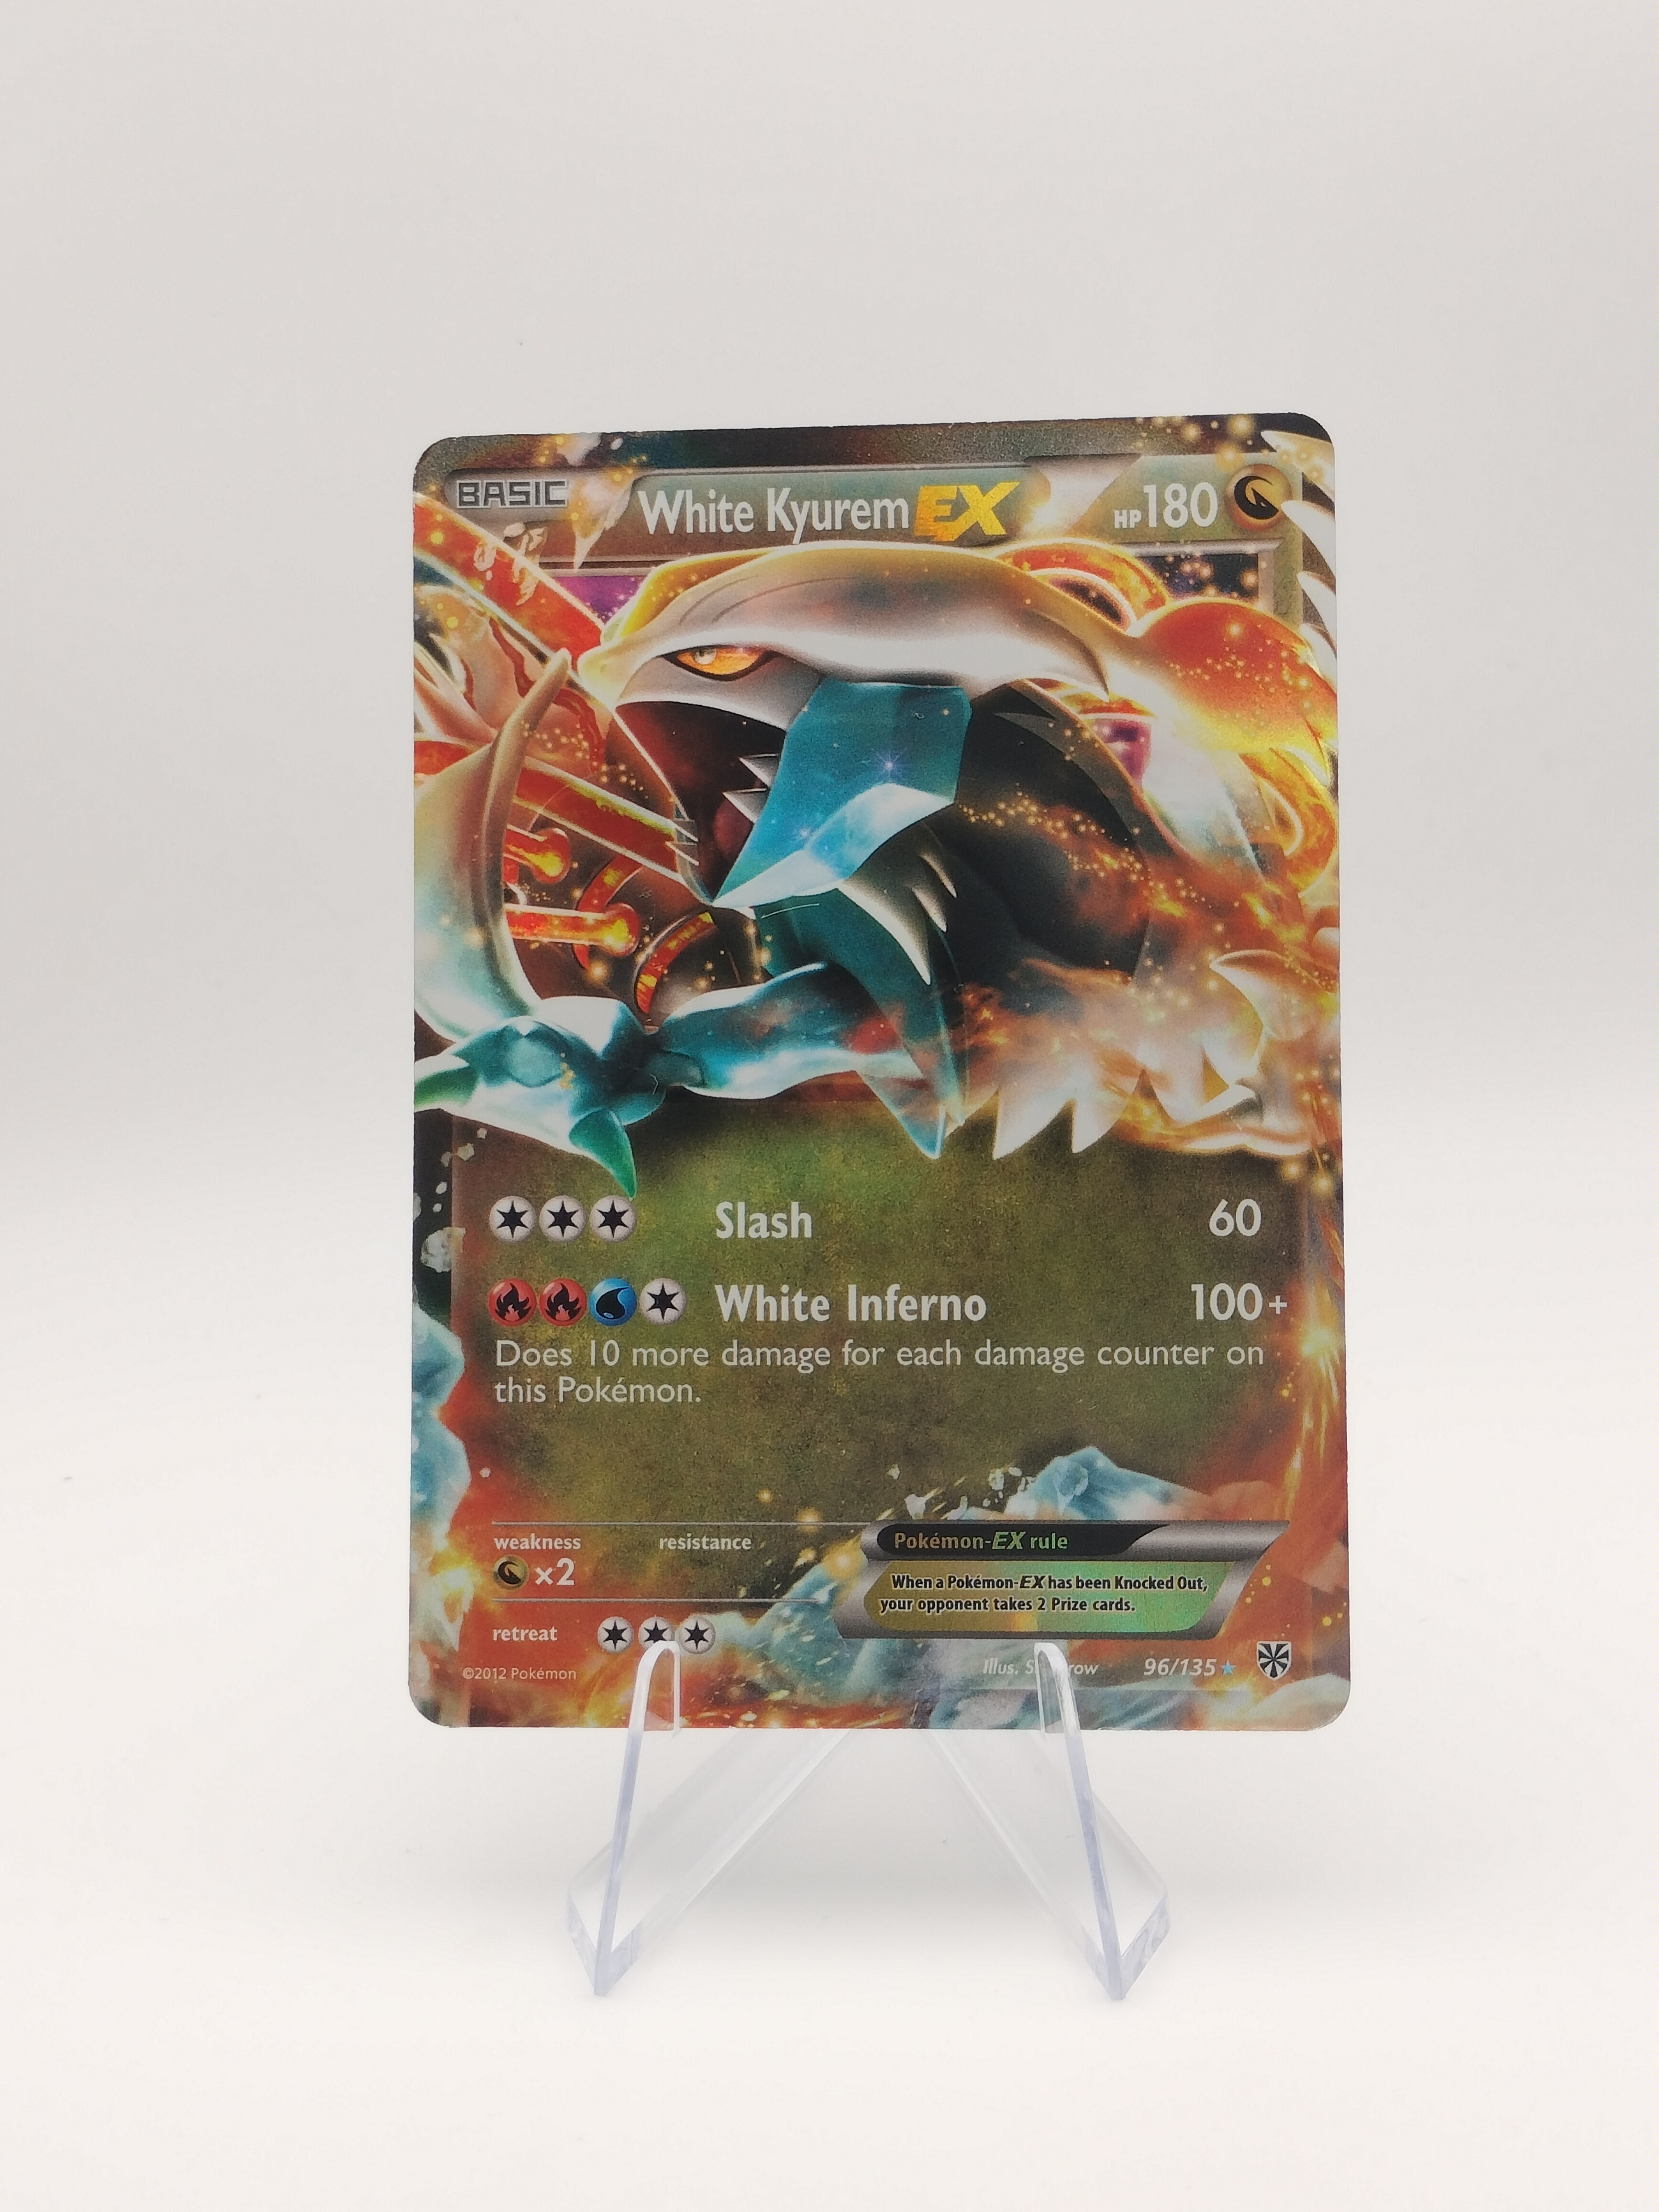 BASIC White Kyurem EX HP 180
Slash 60
White Inferno 100+
Does 10 more damage for each damage counter on
this Pokémon.
weakness resistance
×2
Pokémon-EX rule
When a Pokémon-EX has been Knocked Out,
your opponent takes 2 Prize cards.
retreat
©2012 Pokémon
Illus. 96/135